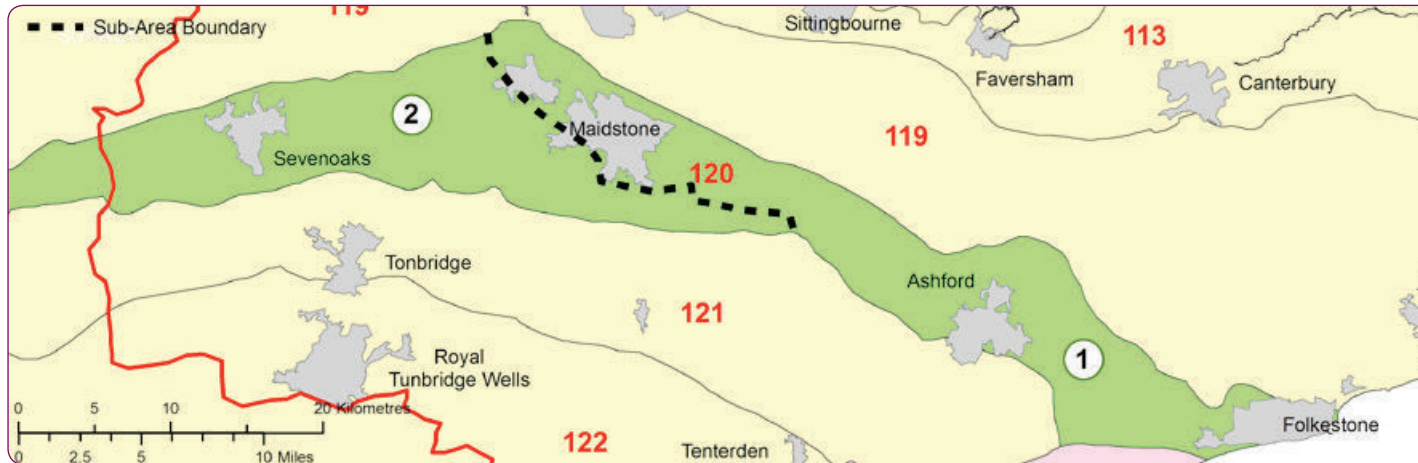 119
Sub-Area Boundary
Sittingbourne
113
Faversham
Canterbury
2
Maidstone
119
Sevenoaks
120
Tonbridge
Ashford
121
1
Royal
Tunbridge Wells
0 5 10 20 Kilometres
Folkestone
122
Tenterden
0 2.5 5 10 Miles